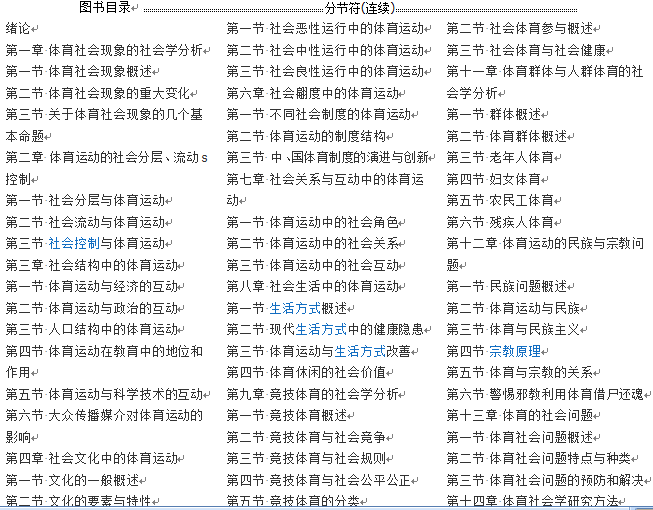 图书目录
分节符(连续)
绪论
第一章 体育社会现象的社会学分析
第一节 体育社会现象概述
第二节 体育社会现象的重大变化
第三节 关于体育社会现象的几个基
本命题
第二章 体育运动的社会分层、流动 s
控制
第一节 社会分层与体育运动
第二节 社会流动与体育运动
第三节 社会控制与体育运动
第三章 社会结构中的体育运动
第一节 体育运动与经济的互动
第二节 体育运动与政治的互动
第三节 人口结构中的体育运动
第四节 体育运动在教育中的地位和
作用
第五节 体育运动与科学技术的互动
第六节 大众传播媒介对体育运动的
影响
第四章 社会文化中的体育运动
第一节 文化的一般概述
第二节 文化的要素与特性
第一节 社会恶性运行中的体育运动
第二节 社会中性运行中的体育运动
第三节 社会良性运行中的体育运动
第六章 社会翩度中的体育运动
第一节 不同社会制度的体育运动
第二节 体育运动的制度结构
第三节 中、国体育制度的演进与创新
第七章 社会关系与互动中的体育运
动
第一节 体育运动中的社会角色
第二节 体育运动中的社会关系
第三节 体育运动中的社会互动
第八章 社会生活中的体育运动
第一节 生活方式概述
第二节 现代生活方式中的健康隐患
第三节 体育运动与生活方式改善
第四节 体育休闲的社会价值
第九章 竞技体育的社会学分析
第一节 竞技体育概述
第二节 竞技体育与社会竞争
第三节 竞技体育与社会规则
第四节 竞技体育与社会公平公正
第五节 竞技体育的分类
第二节 社会体育参与概述
第三节 社会体育与社会健康
第十一章 体育群体与人群体育的社
会学分析
第一节 群体概述
第二节 体育群体概述
第三节 老年人体育
第四节 妇女体育
第五节 农民工体育
第六节 残疾人体育
第十二章 体育运动的民族与宗教问
题
第一节 民族问题概述
第二节 体育运动与民族
第三节 体育与民族主义
第四节 宗教原理
第五节 体育与宗教的关系
第六节 警惕邪教利用体育借尸还魂
第十三章 体育的社会问题
第一节 体育社会问题概述
第二节 体育社会问题特点与种类
第三节 体育社会问题的预防和解决
第十四章 体育社会学研究方法